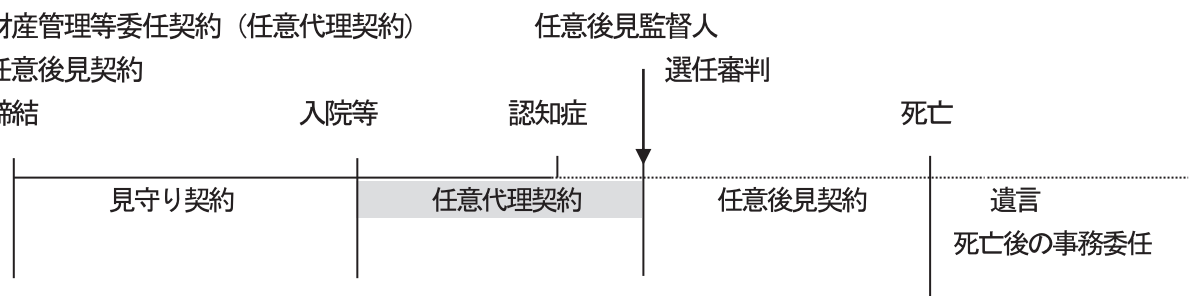 財産管理等委任契約（任意代理契約）
任意後見契約
締結
入院等
認知症
任意後見監督人
選任審判
死亡
見守り契約
任意代理契約
任意後見契約
遺言
死亡後の事務委任